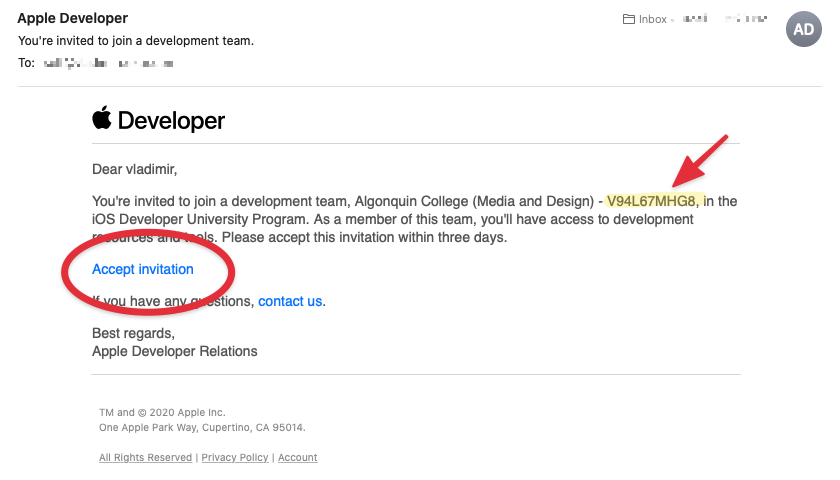 Apple Developer
Inbox
AD
You're invited to join a development team.
To:
Developer
Dear vladimir,
You're invited to join a development team, Algonquin College (Media and Design) - V94L67MHG8, in the
iOS Developer University Program. As a member of this team, you'll have access to development
resources and tools. Please accept this invitation within three days.
Accept invitation
If you have any questions, contact us.
Best regards,
Apple Developer Relations
TM and © 2020 Apple Inc.
One Apple Park Way, Cupertino, CA 95014.
All Rights Reserved | Privacy Policy | Account